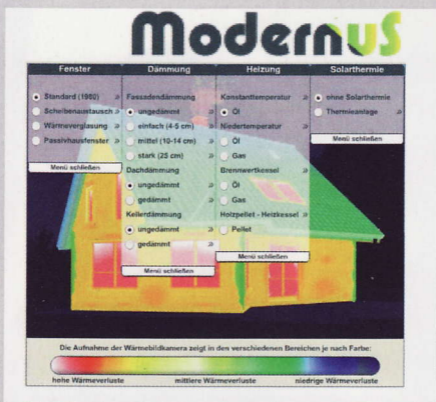 ModernuS
Fenster
Standard (1980) »
Scheibenaustausch »
Wärmeverglasung »
Passivhausfenster »
Menü schließen
Dämmung
Fassadendämmung
ungedämmt »
einfach (4-5 cm) »
mittel (10-14 cm) »
stark (25 cm) »
Dachdämmung
ungedämmt »
gedämmt »
Kellerdämmung
ungedämmt »
gedämmt »
Menü schließen
Heizung
Konstanttemperatur »
Öl
Niedertemperatur »
Öl
Gas
Brennwertkessel »
Öl
Gas
Holzpellet - Heizkessel »
Pellet
Menü schließen
Solarthermie
ohne Solarthermie
Thermieanlage »
Menü schließen
Die Aufnahme der Wärmebildkamera zeigt in den verschiedenen Bereichen je nach Farbe:
hohe Wärmeverluste mittlere Wärmeverluste niedrige Wärmeverluste